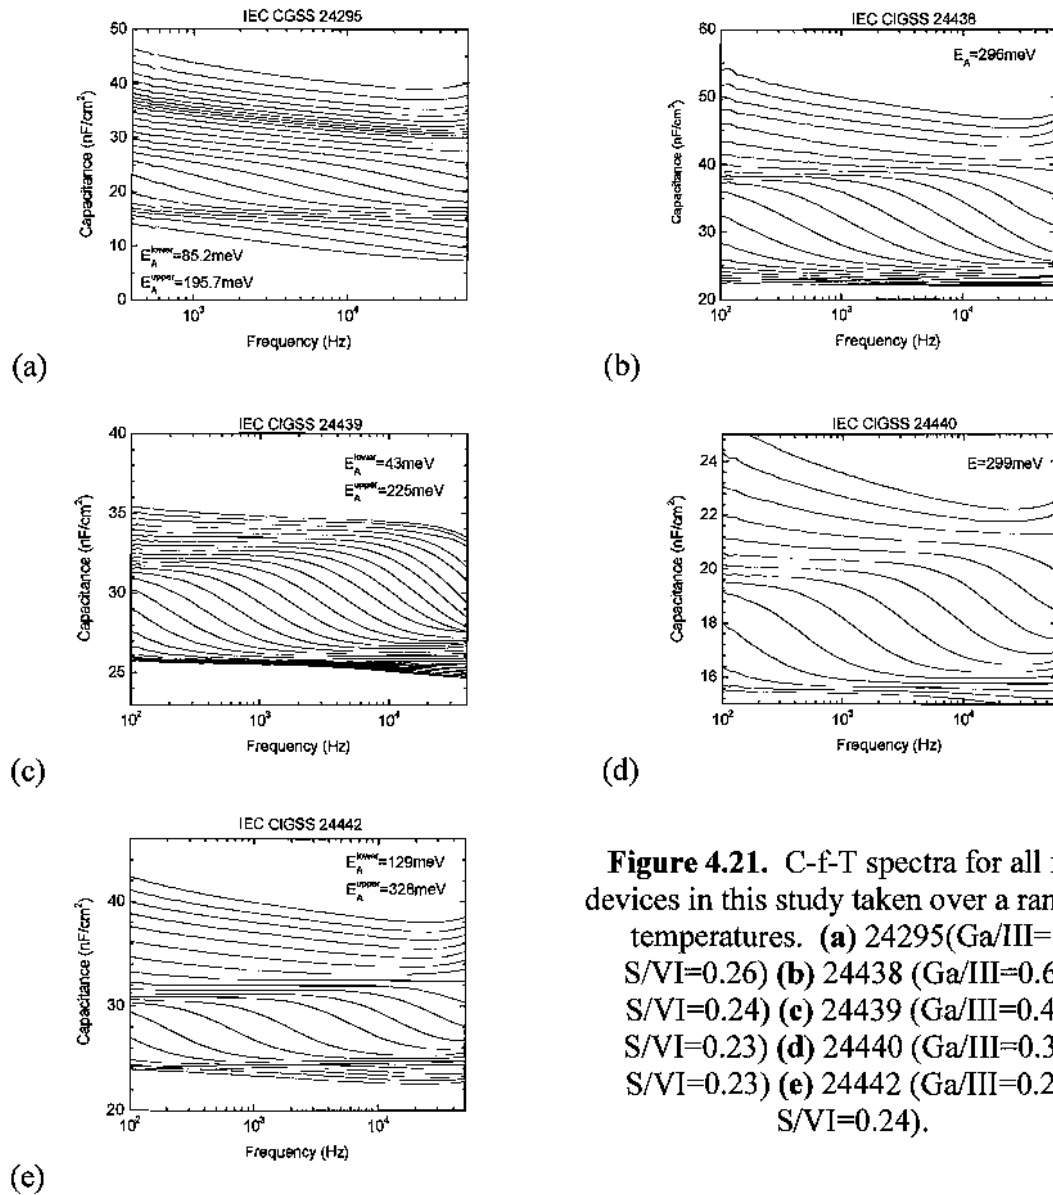 IEC CGSS 24295
50
40
30
20
10
0
Capacitance (nF/cm²)
E_A^lower=85.2meV
E_A^upper=195.7meV
10³ 10⁴
Frequency (Hz)
(a)
IEC CIGSS 24438
60
50
40
30
20
Capacitance (nF/cm²)
E_A=296meV
10² 10³ 10⁴
Frequency (Hz)
(b)
IEC CIGSS 24439
40
35
30
25
Capacitance (nF/cm²)
E_A^lower=43meV
E_A^upper=225meV
10² 10³ 10⁴
Frequency (Hz)
(c)
IEC CIGSS 24440
24
22
20
18
16
Capacitance (nF/cm²)
E=299meV
10² 10³ 10⁴
Frequency (Hz)
(d)
IEC CIGSS 24442
40
30
20
Capacitance (nF/cm²)
E_A^lower=129meV
E_A^upper=328meV
10² 10³ 10⁴
Frequency (Hz)
(e)
Figure 4.21. C-f-T spectra for all
devices in this study taken over a
temperatures. (a) 24295(Ga/III=
S/VI=0.26) (b) 24438 (Ga/III=0.6
S/VI=0.24) (c) 24439 (Ga/III=0.4
S/VI=0.23) (d) 24440 (Ga/III=0.3
S/VI=0.23) (e) 24442 (Ga/III=0.2
S/VI=0.24).